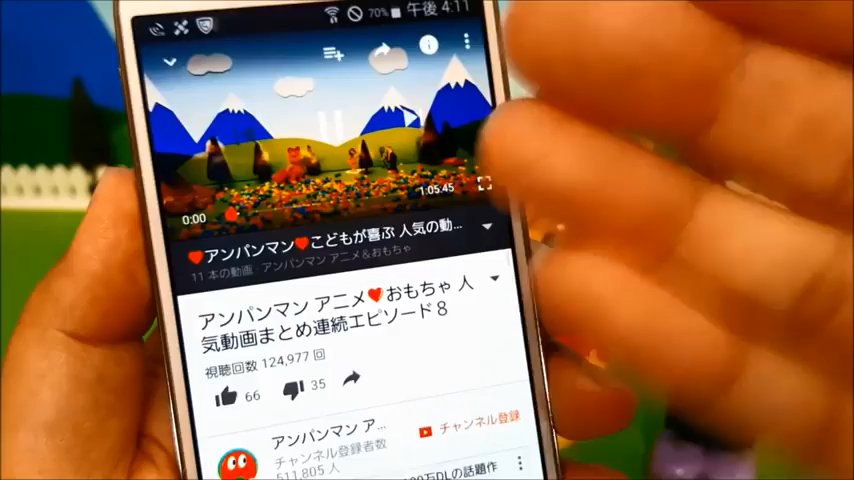 70% 午後 4:11
0:00
1:05:45
❤アンパンマン❤こどもが喜ぶ 人気の動...
11 本の動画・アンパンマン アニメ&おもちゃ
アンパンマン アニメ❤おもちゃ 人
気動画まとめ連続エピソード8
視聴回数 124,977 回
66 35
アンパンマン ア...
チャンネル登録
チャンネル登録者数
511,805 人
00万DLの話題作